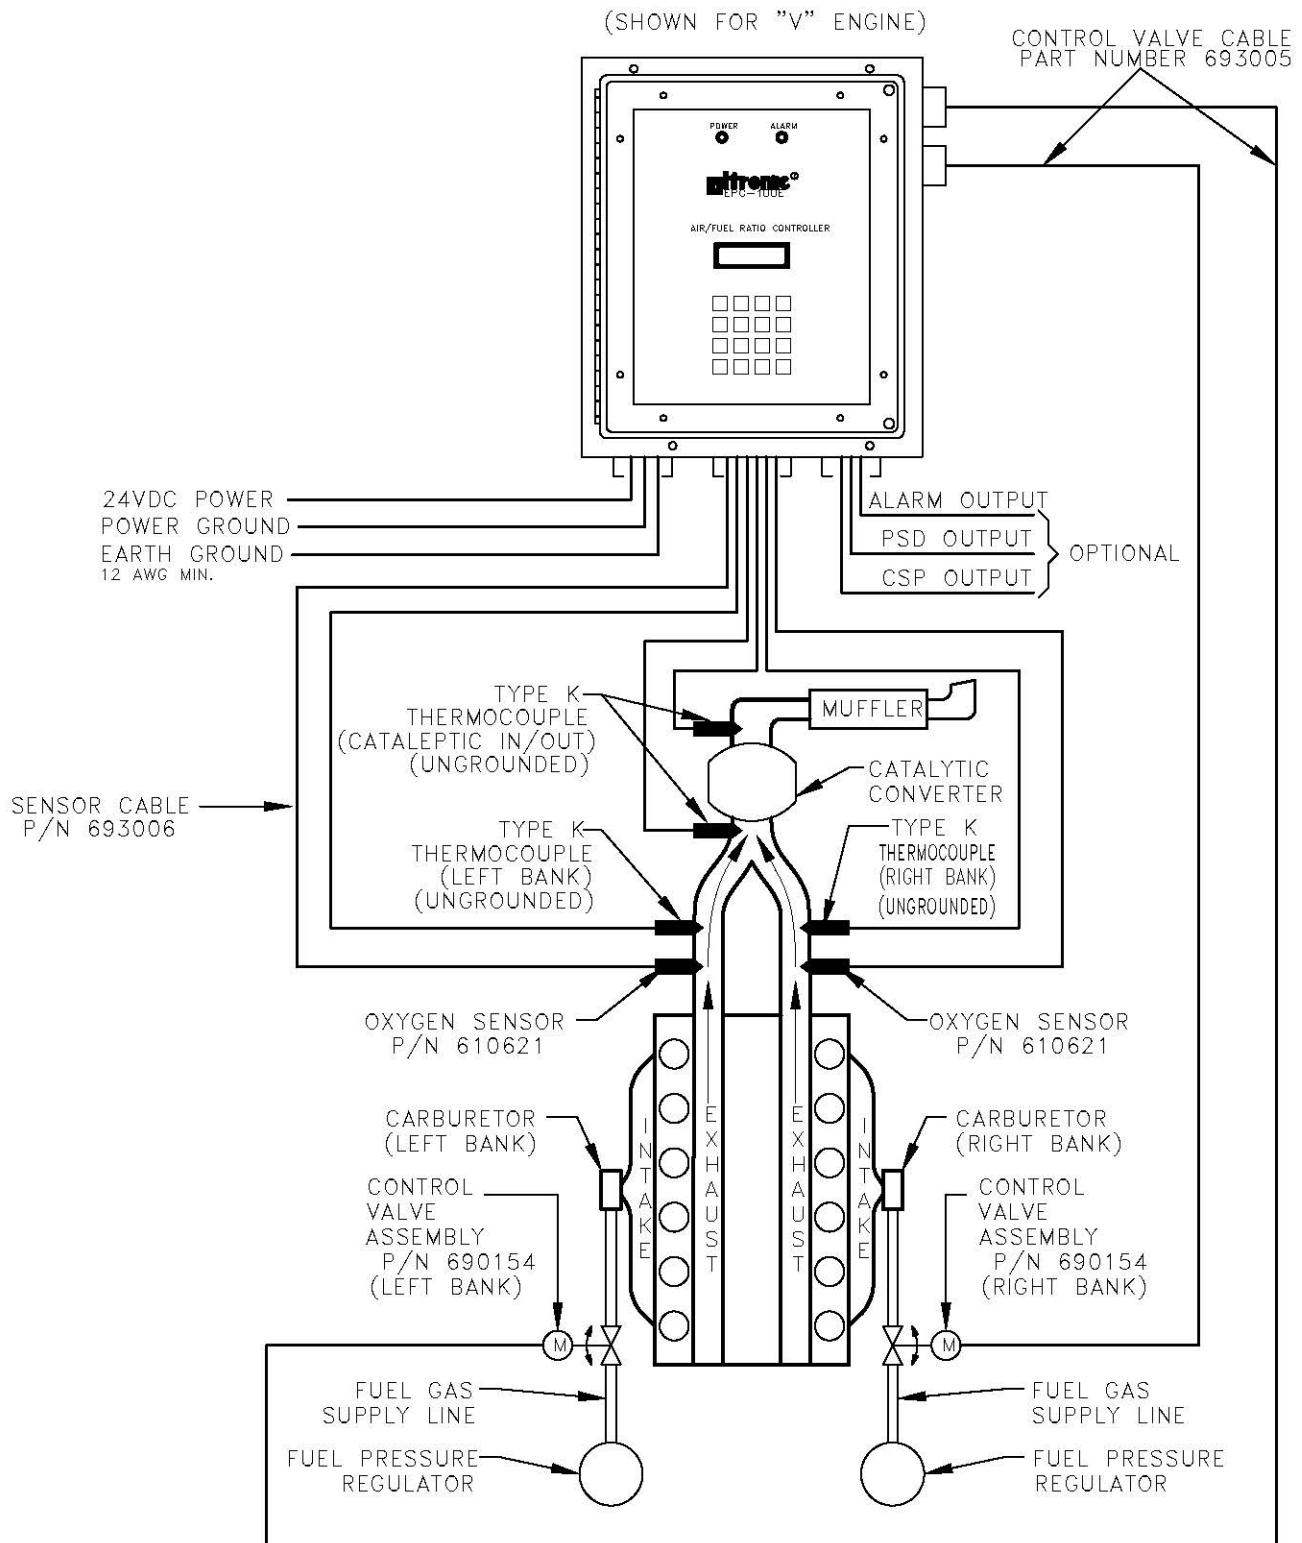 (SHOWN FOR "V" ENGINE)
CONTROL VALVE CABLE
PART NUMBER 693005
POWER
ALARM
altronic®
EPC-100E
AIR/FUEL RATIO CONTROLLER
24VDC POWER
POWER GROUND
EARTH GROUND
12 AWG MIN.
ALARM OUTPUT
PSD OUTPUT
CSP OUTPUT
OPTIONAL
TYPE K
THERMOCOUPLE
(CATALEPTIC IN/OUT)
(UNGROUNDED)
MUFFLER
CATALYTIC
CONVERTER
SENSOR CABLE
P/N 693006
TYPE K
THERMOCOUPLE
(LEFT BANK)
(UNGROUNDED)
TYPE K
THERMOCOUPLE
(RIGHT BANK)
(UNGROUNDED)
OXYGEN SENSOR
P/N 610621
OXYGEN SENSOR
P/N 610621
CARBURETOR
(LEFT BANK)
INTAKE
EXHAUST
EXHAUST
INTAKE
CARBURETOR
(RIGHT BANK)
CONTROL
VALVE
ASSEMBLY
P/N 690154
(LEFT BANK)
CONTROL
VALVE
ASSEMBLY
P/N 690154
(RIGHT BANK)
M
M
FUEL GAS
SUPPLY LINE
FUEL GAS
SUPPLY LINE
FUEL PRESSURE
REGULATOR
FUEL PRESSURE
REGULATOR